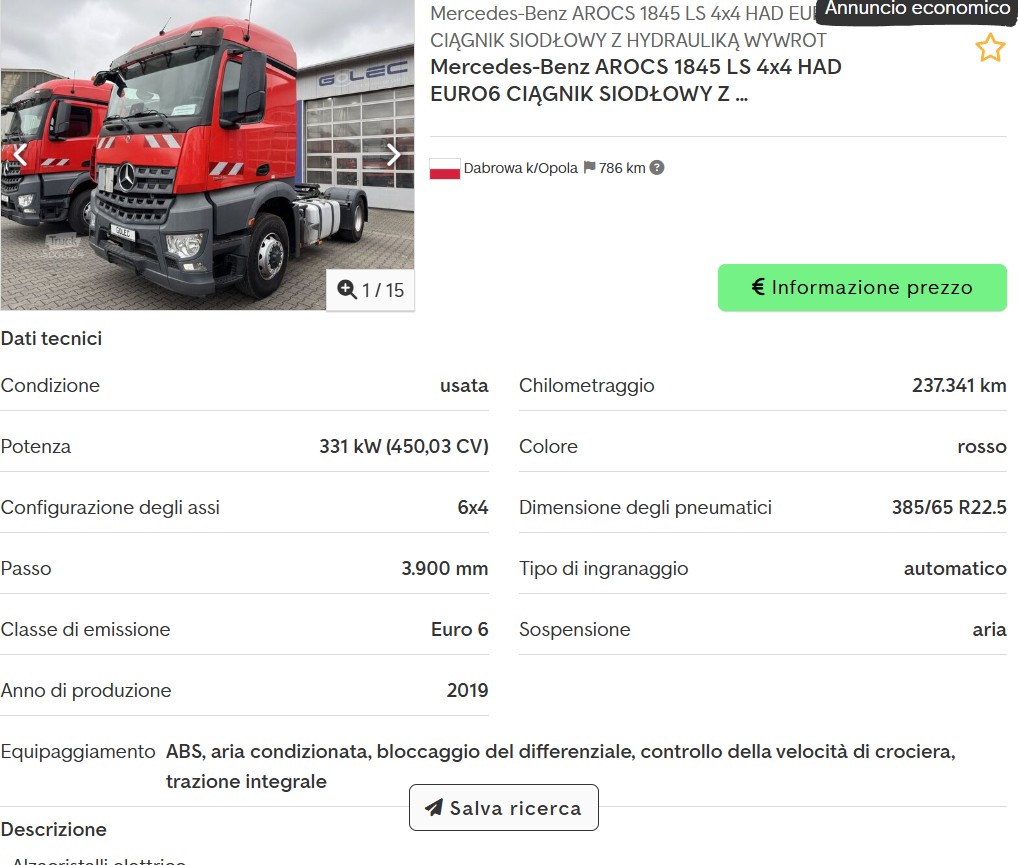 Mercedes-Benz AROCS 1845 LS 4x4 HAD EU
Annuncio economico
CIĄGNIK SIODŁOWY Z HYDRAULIKĄ WYWROT
Mercedes-Benz AROCS 1845 LS 4x4 HAD
EURO6 CIĄGNIK SIODŁOWY Z ...
GOLEC
Dabrowa k/Opola 786 km ?
GOLEC
Truck
1 / 15
€ Informazione prezzo
Dati tecnici
Condizione usata
Chilometraggio 237.341 km
Potenza 331 kW (450,03 CV)
Colore rosso
Configurazione degli assi 6x4
Dimensione degli pneumatici 385/65 R22.5
Passo 3.900 mm
Tipo di ingranaggio automatico
Classe di emissione Euro 6
Sospensione aria
Anno di produzione 2019
Equipaggiamento ABS, aria condizionata, bloccaggio del differenziale, controllo della velocità di crociera,
trazione integrale
Salva ricerca
Descrizione
Alzacristalli elettrico